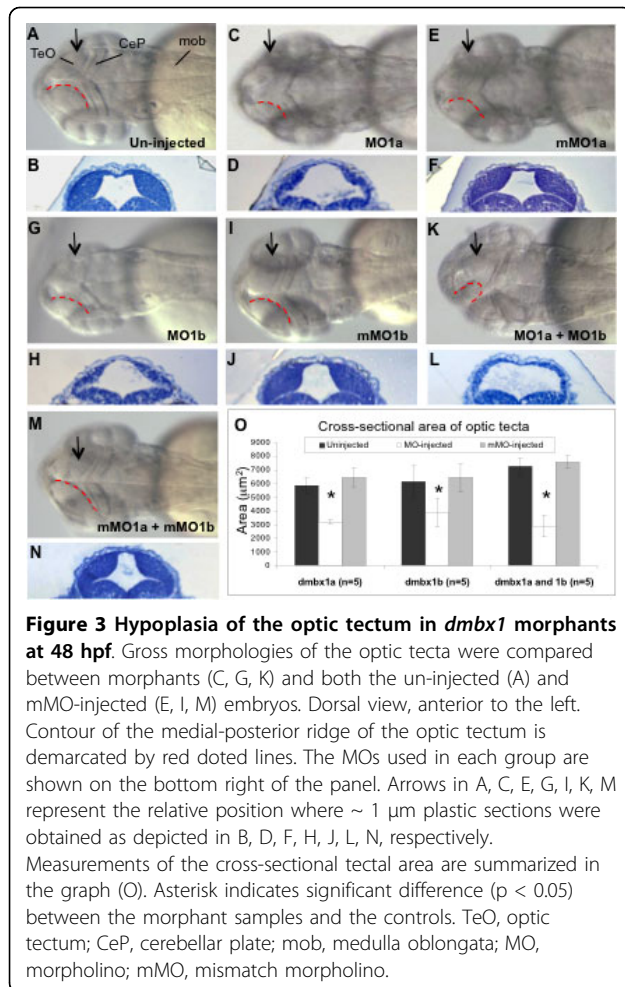 A
TeO
CeP
mob
Un-injected
C
MO1a
E
mMO1a
B
D
F
G
MO1b
I
mMO1b
K
MO1a + MO1b
H
J
L
M
mMO1a + mMO1b
N
O
Cross-sectional area of optic tecta
Uninjected MO-injected mMO-injected
Area (µm²)
9000
8000
7000
6000
5000
4000
3000
2000
1000
0
* * *
dmbx1a (n=5) dmbx1b (n=5) dmbx1a and 1b (n=5)
Figure 3 Hypoplasia of the optic tectum in dmbx1 morphants
at 48 hpf. Gross morphologies of the optic tecta were compared
between morphants (C, G, K) and both the un-injected (A) and
mMO-injected (E, I, M) embryos. Dorsal view, anterior to the left.
Contour of the medial-posterior ridge of the optic tectum is
demarcated by red doted lines. The MOs used in each group are
shown on the bottom right of the panel. Arrows in A, C, E, G, I, K, M
represent the relative position where ~ 1 µm plastic sections were
obtained as depicted in B, D, F, H, J, L, N, respectively.
Measurements of the cross-sectional tectal area are summarized in
the graph (O). Asterisk indicates significant difference (p < 0.05)
between the morphant samples and the controls. TeO, optic
tectum; CeP, cerebellar plate; mob, medulla oblongata; MO,
morpholino; mMO, mismatch morpholino.